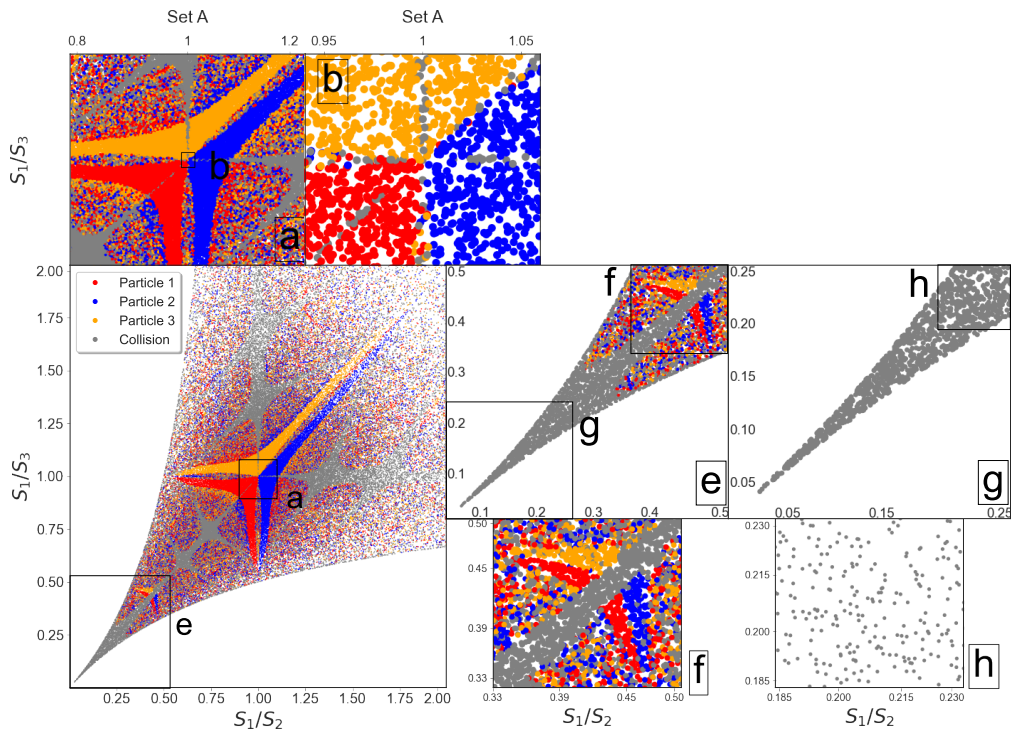 Set A
Set A
0.8 1 1.2
0.95 1 1.05
S₁/S₃
b
a
b
2.00
1.75
1.50
1.25
1.00
0.75
0.50
0.25
S₁/S₃
Particle 1
Particle 2
Particle 3
Collision
a
e
0.25 0.50 0.75 1.00 1.25 1.50 1.75 2.00
S₁/S₂
0.5
0.4
0.3
0.2
0.1
f
g
e
0.1 0.2 0.3 0.4 0.5
0.25
0.20
0.15
0.10
0.05
h
g
0.05 0.15 0.25
0.50
0.45
0.39
0.33
f
0.33 0.39 0.45 0.50
S₁/S₂
0.230
0.215
0.200
0.185
h
0.185 0.200 0.215 0.230
S₁/S₂